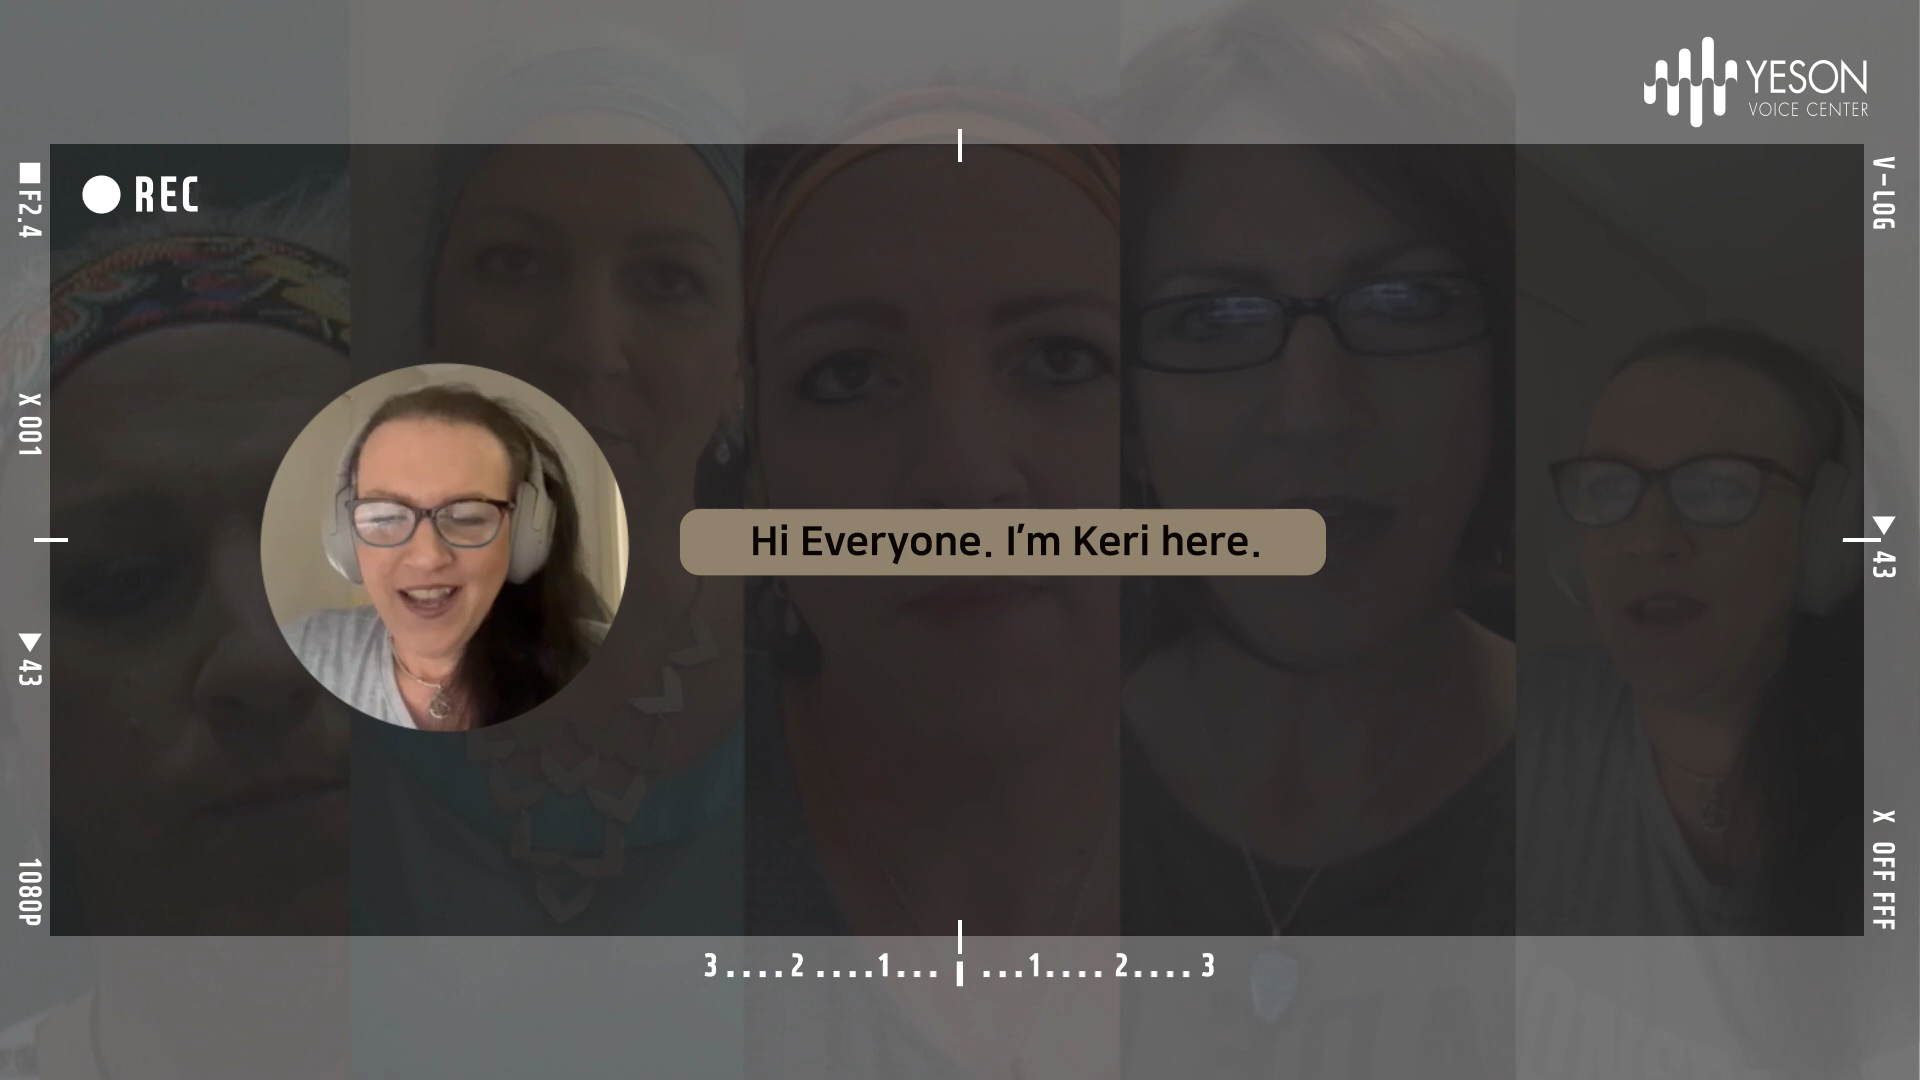 YESON
VOICE CENTER
REC
F2.4
X 001
43
1080P
Hi Everyone. I'm Keri here.
V-LOG
43
X OFF FFF
3....2....1... ...1....2....3